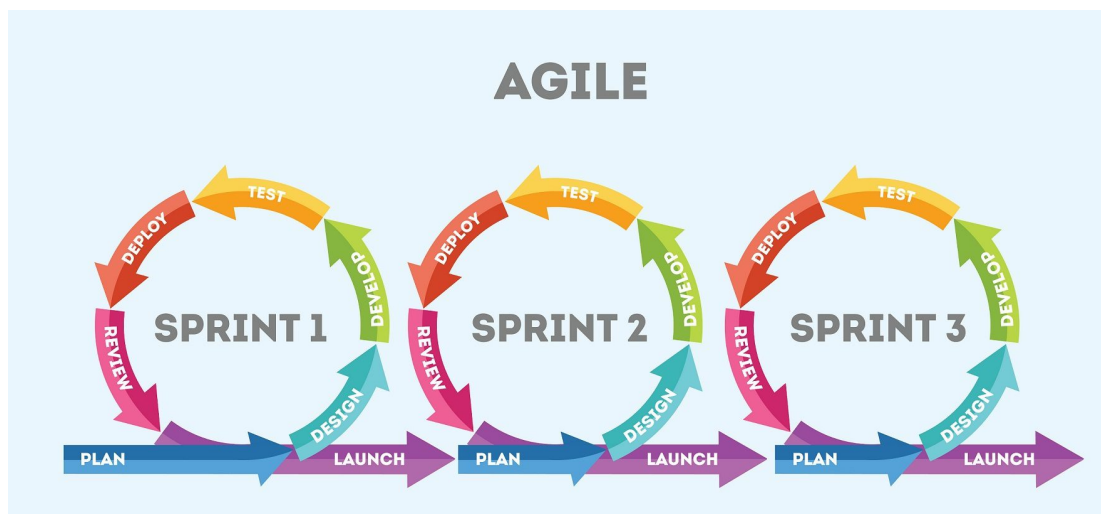 AGILE
SPRINT 1
PLAN
DESIGN
DEVELOP
TEST
DEPLOY
REVIEW
LAUNCH
SPRINT 2
PLAN
DESIGN
DEVELOP
TEST
DEPLOY
REVIEW
LAUNCH
SPRINT 3
PLAN
DESIGN
DEVELOP
TEST
DEPLOY
REVIEW
LAUNCH